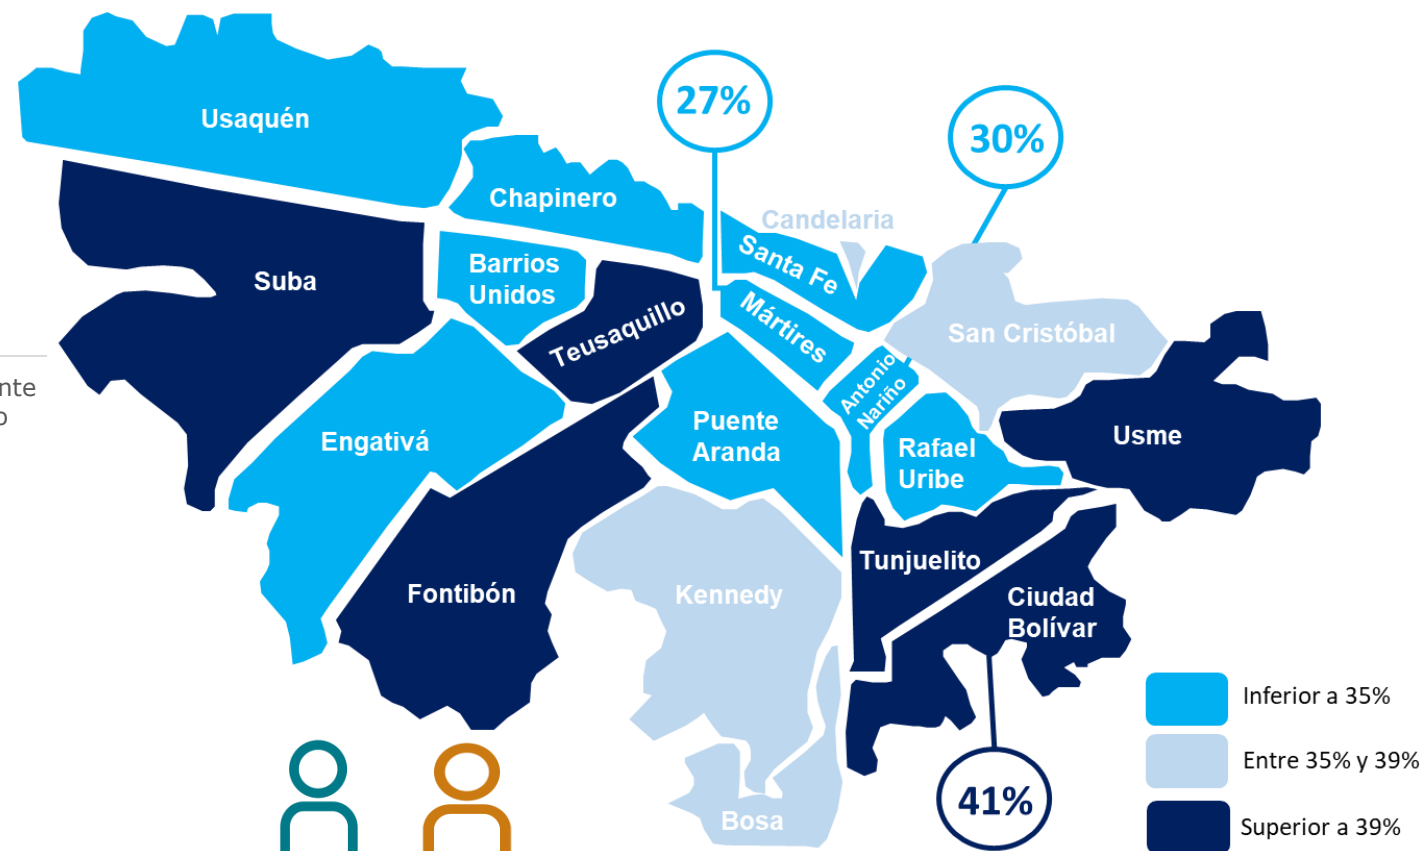 27%
30%
Usaquén
Chapinero
Candelaria
Santa Fe
Suba
Barrios
Unidos
Teusaquillo
Mártires
San Cristóbal
Antonio
Nariño
nte
o
Engativá
Puente
Aranda
Rafael
Uribe
Usme
Fontibón
Kennedy
Tunjuelito
Ciudad
Bolívar
Bosa
41%
Inferior a 35%
Entre 35% y 39%
Superior a 39%